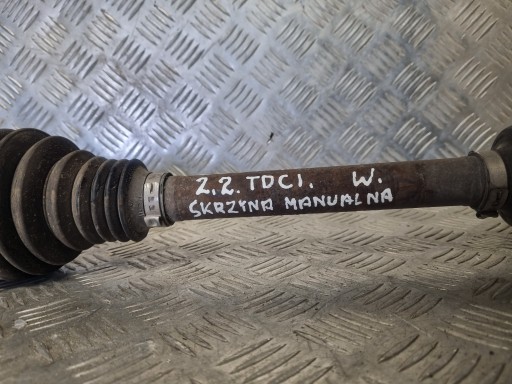 2.2. TDCI. W.
SKRZYNA MANUALNA